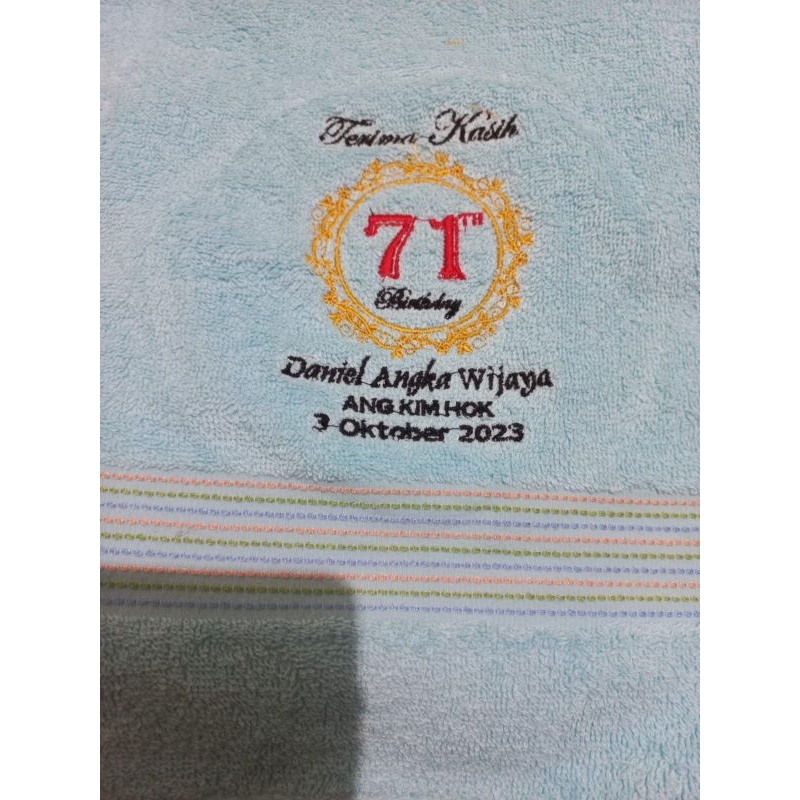 Terima Kasih
71TH
Birthday
Daniel Angka Wijaya
ANG KIM HOK
3 Oktober 2023